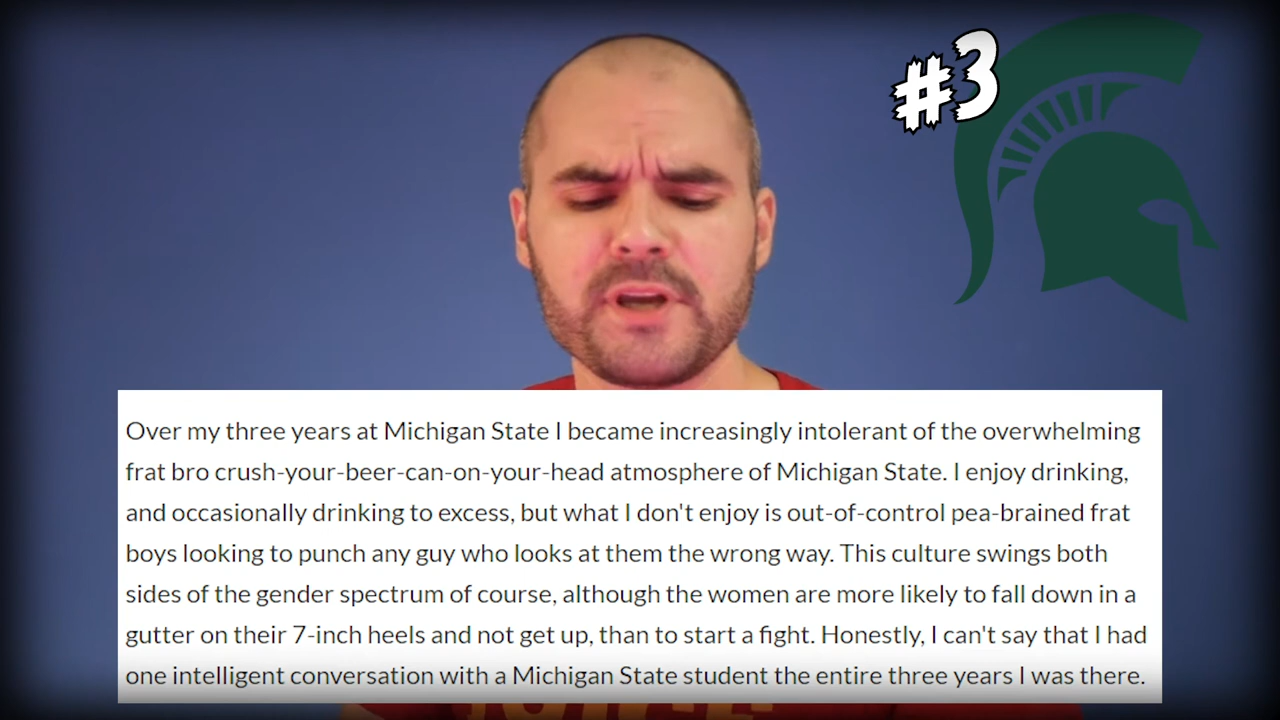 #3
Over my three years at Michigan State I became increasingly intolerant of the overwhelming
frat bro crush-your-beer-can-on-your-head atmosphere of Michigan State. I enjoy drinking,
and occasionally drinking to excess, but what I don't enjoy is out-of-control pea-brained frat
boys looking to punch any guy who looks at them the wrong way. This culture swings both
sides of the gender spectrum of course, although the women are more likely to fall down in a
gutter on their 7-inch heels and not get up, than to start a fight. Honestly, I can't say that I had
one intelligent conversation with a Michigan State student the entire three years I was there.